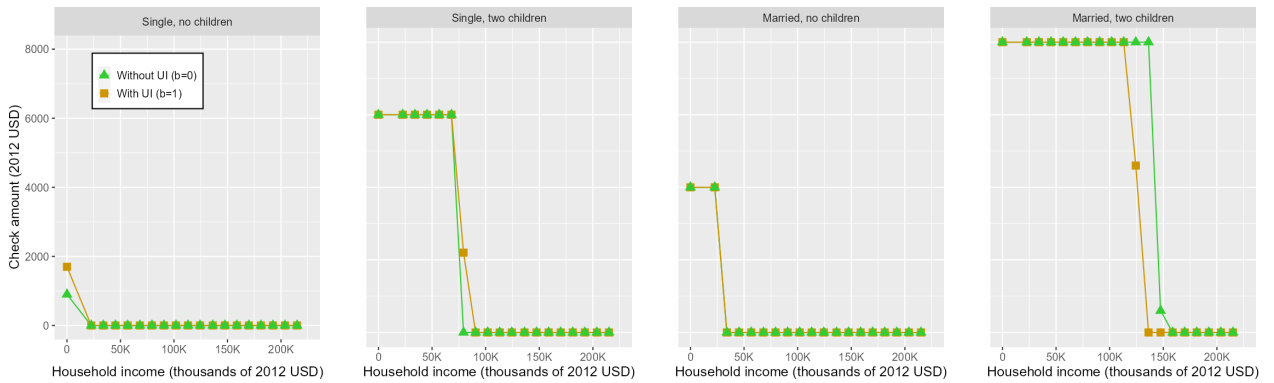 Single, no children
Single, two children
Married, no children
Married, two children
Check amount (2012 USD)
8000
6000
4000
2000
0
Without UI (b=0)
With UI (b=1)
0 50K 100K 150K 200K
0 50K 100K 150K 200K
0 50K 100K 150K 200K
0 50K 100K 150K 200K
Household income (thousands of 2012 USD)
Household income (thousands of 2012 USD)
Household income (thousands of 2012 USD)
Household income (thousands of 2012 USD)